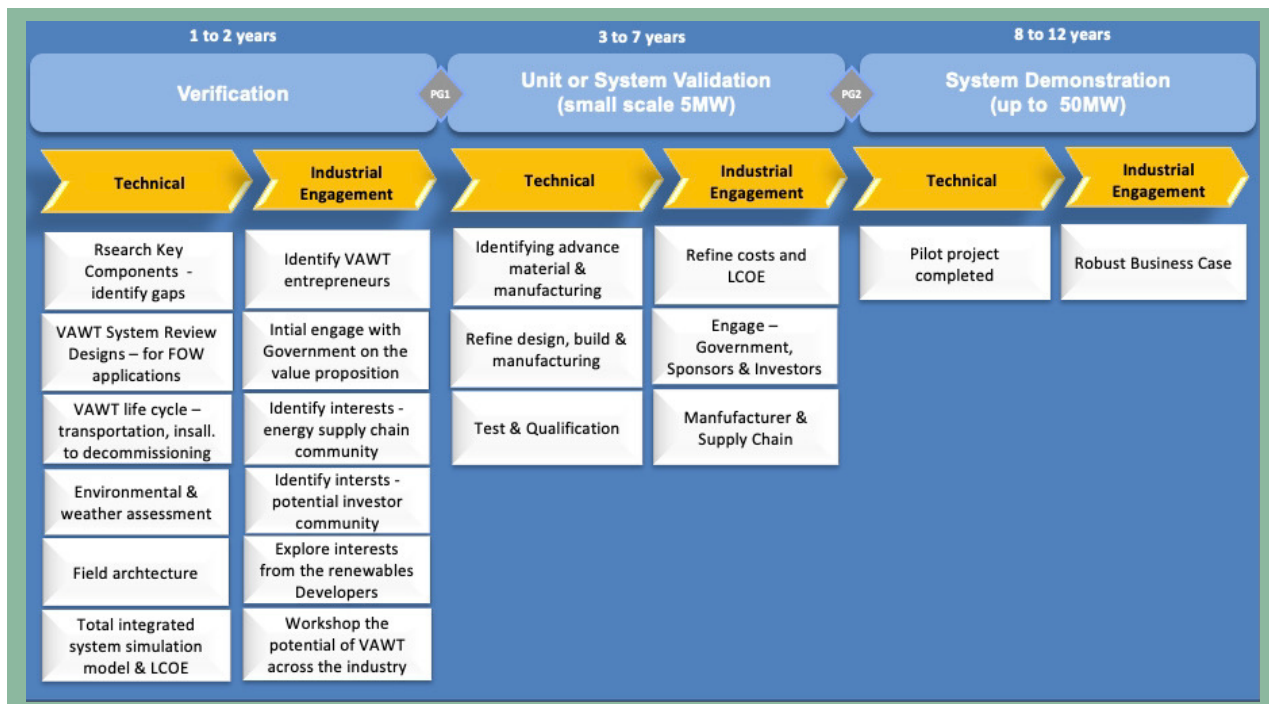 1 to 2 years
3 to 7 years
8 to 12 years
Verification
PG1
Unit or System Validation
(small scale 5MW)
PG2
System Demonstration
(up to 50MW)
Technical
Industrial
Engagement
Technical
Industrial
Engagement
Technical
Industrial
Engagement
Rsearch Key
Components -
identify gaps
VAWT System Review
Designs – for FOW
applications
VAWT life cycle –
transportation, insall.
to decommissioning
Environmental &
weather assessment
Field archtecture
Total integrated
system simulation
model & LCOE
Identify VAWT
entrepreneurs
Intial engage with
Government on the
value proposition
Identify interests -
energy supply chain
community
Identify intersts -
potential investor
community
Explore interests
from the renewables
Developers
Workshop the
potential of VAWT
across the industry
Identifying advance
material &
manufacturing
Refine design, build &
manufacturing
Test & Qualification
Refine costs and
LCOE
Engage –
Government,
Sponsors & Investors
Manfufacturer &
Supply Chain
Pilot project
completed
Robust Business Case